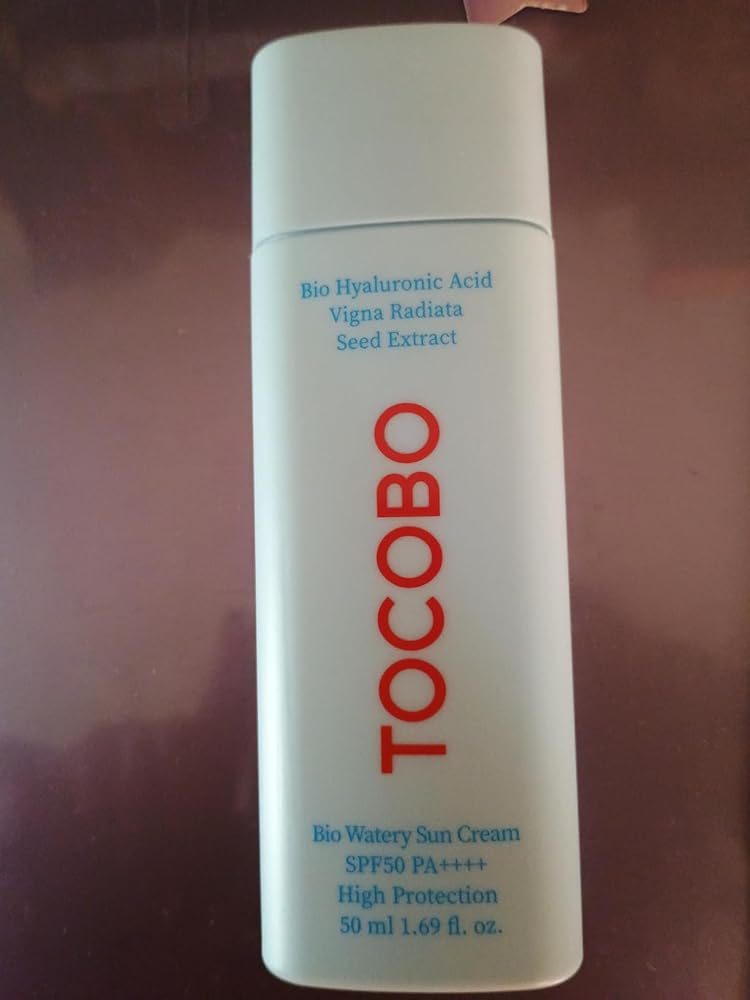 Bio Hyaluronic Acid
Vigna Radiata
Seed Extract
TOCOBO
Bio Watery Sun Cream
SPF50 PA++++
High Protection
50 ml 1.69 fl. oz.